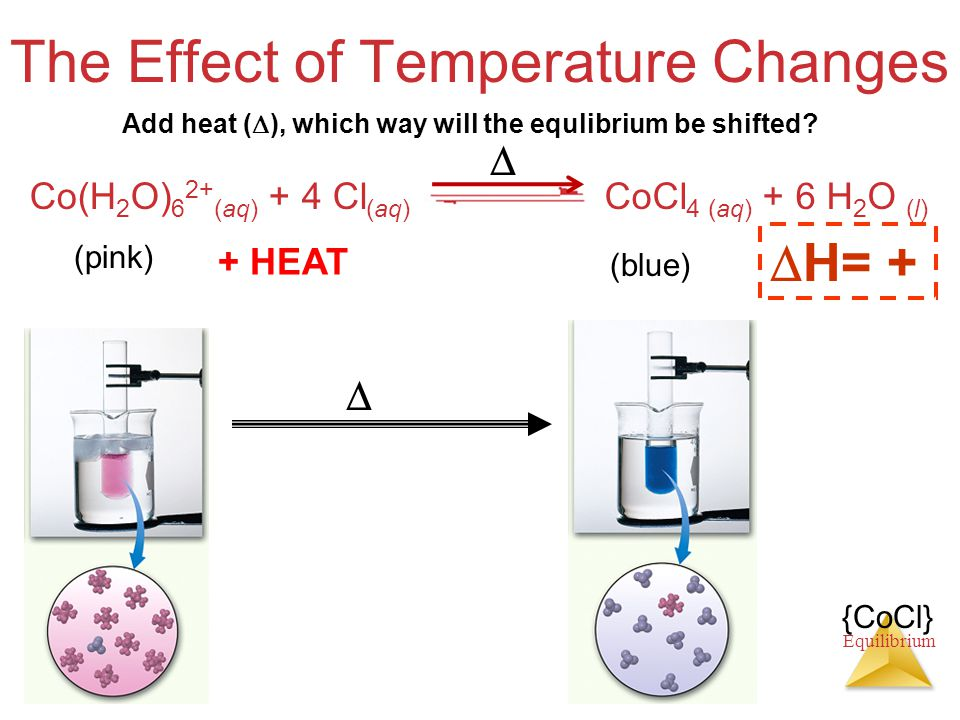 The Effect of Temperature Changes
Add heat (Δ), which way will the equlibrium be shifted?
Δ
Co(H₂O)₆²⁺(aq) + 4 Cl(aq) CoCl₄ (aq) + 6 H₂O (l)
(pink) + HEAT (blue) ΔH= +
Δ
{CoCl}
Equilibrium